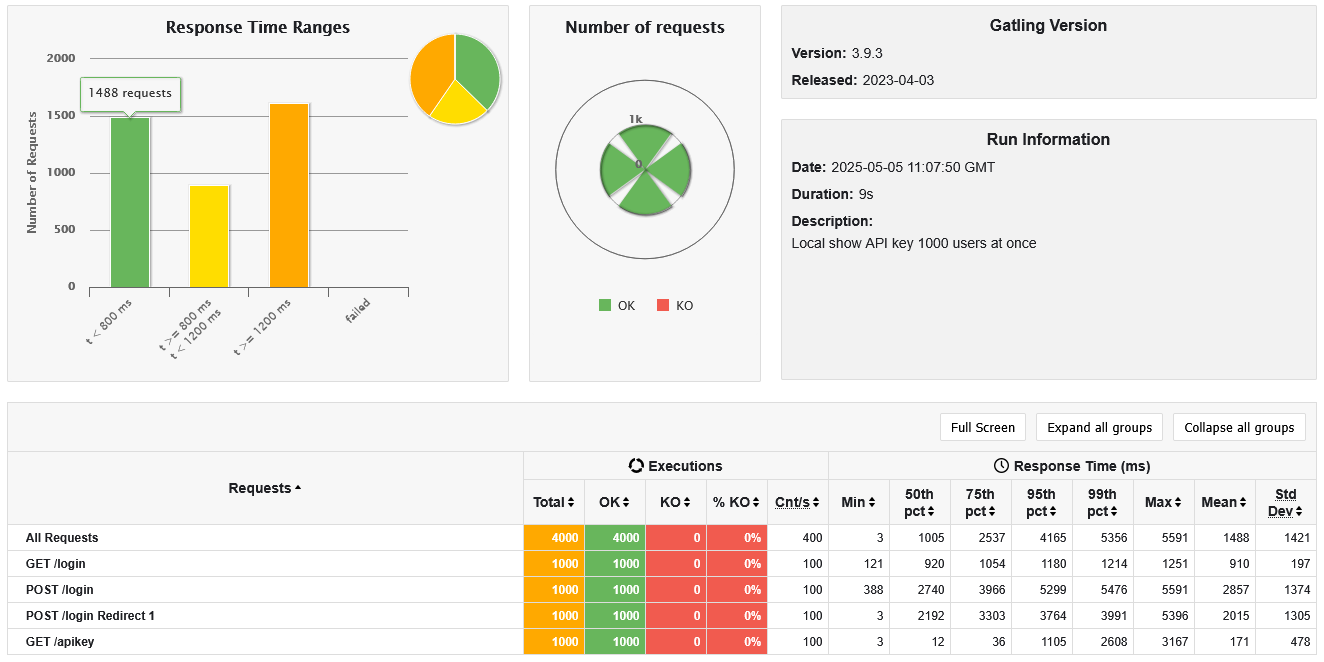 Response Time Ranges
2000
1488 requests
1500
1000
500
0
Number of Requests
t < 800 ms
t >= 800 ms
t < 1200 ms
t >= 1200 ms
failed
Number of requests
1k
0
OK KO
Gatling Version
Version: 3.9.3
Released: 2023-04-03
Run Information
Date: 2025-05-05 11:07:50 GMT
Duration: 9s
Description:
Local show API key 1000 users at once
Full Screen Expand all groups Collapse all groups
Requests
Executions
Response Time (ms)
Total OK KO % KO Cnt/s Min 50th pct 75th pct 95th pct 99th pct Max Mean Std Dev
All Requests 4000 4000 0 0% 400 3 1005 2537 4165 5356 5591 1488 1421
GET /login 1000 1000 0 0% 100 121 920 1054 1180 1214 1251 910 197
POST /login 1000 1000 0 0% 100 388 2740 3966 5299 5476 5591 2857 1374
POST /login Redirect 1 1000 1000 0 0% 100 3 2192 3303 3764 3991 5396 2015 1305
GET /apikey 1000 1000 0 0% 100 3 12 36 1105 2608 3167 171 478